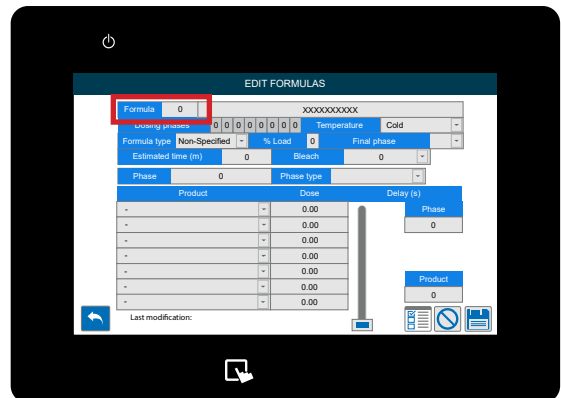 EDIT FORMULAS
Formula 0 XXXXXXXXXX
Dosing phases 0 0 0 0 0 0 0 0 Temperature Cold
Formula type Non-Specified % Load 0 Final phase
Estimated time (m) 0 Bleach 0
Phase 0 Phase type
Product Dose Delay (s)
- 0.00 Phase
- 0.00 0
- 0.00
- 0.00
- 0.00 Product
- 0.00 0
Last modification: